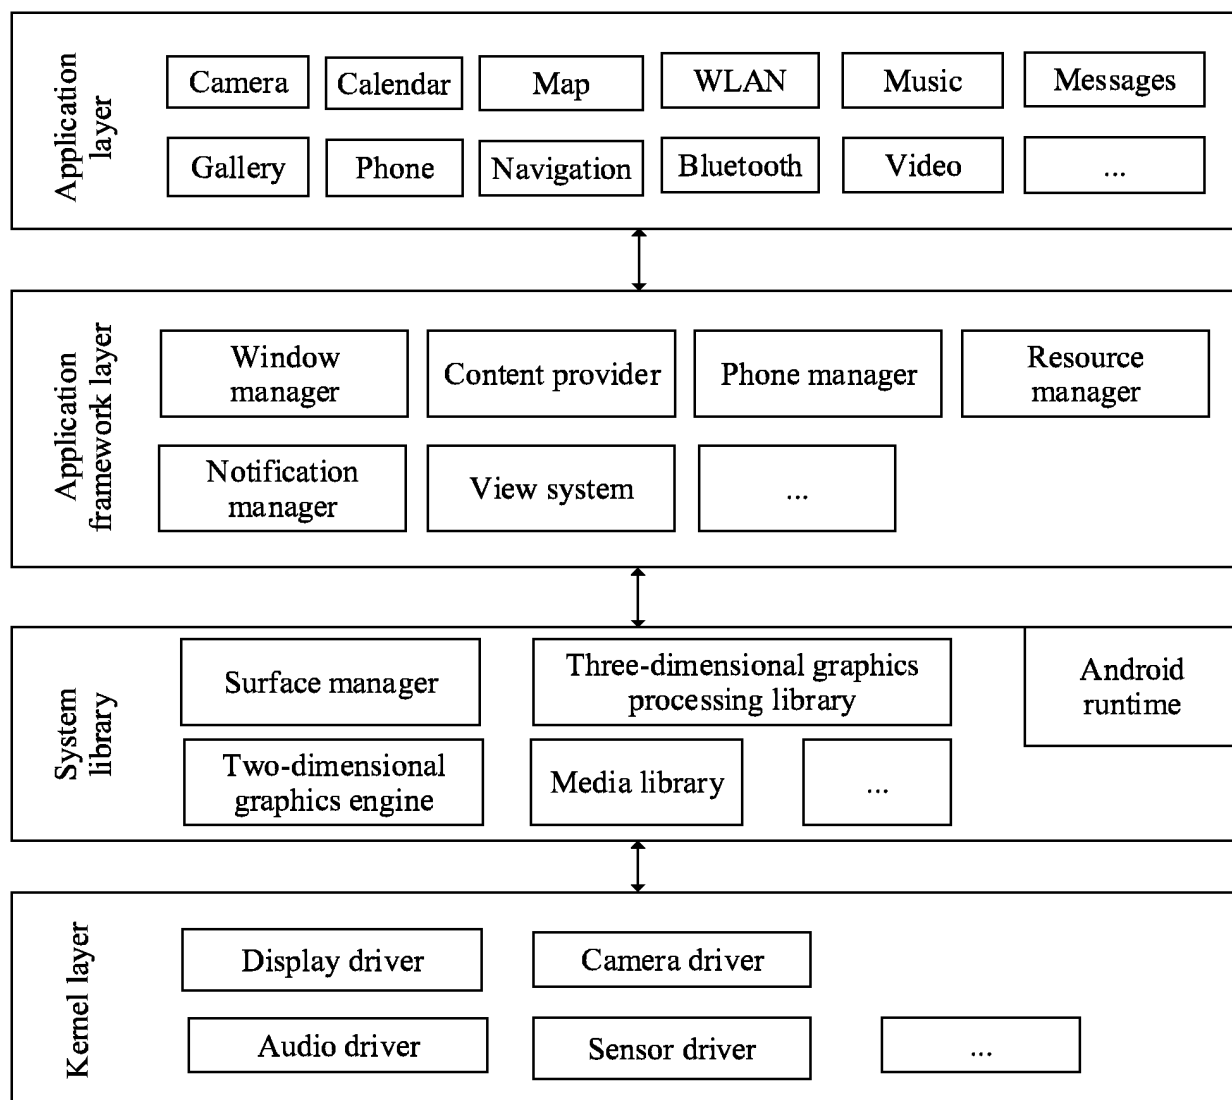 Application
layer
Camera
Calendar
Map
WLAN
Music
Messages
Gallery
Phone
Navigation
Bluetooth
Video
...
Application
framework layer
Window
manager
Content provider
Phone manager
Resource
manager
Notification
manager
View system
...
System
library
Surface manager
Three-dimensional graphics
processing library
Android
runtime
Two-dimensional
graphics engine
Media library
...
Kernel layer
Display driver
Camera driver
Audio driver
Sensor driver
...